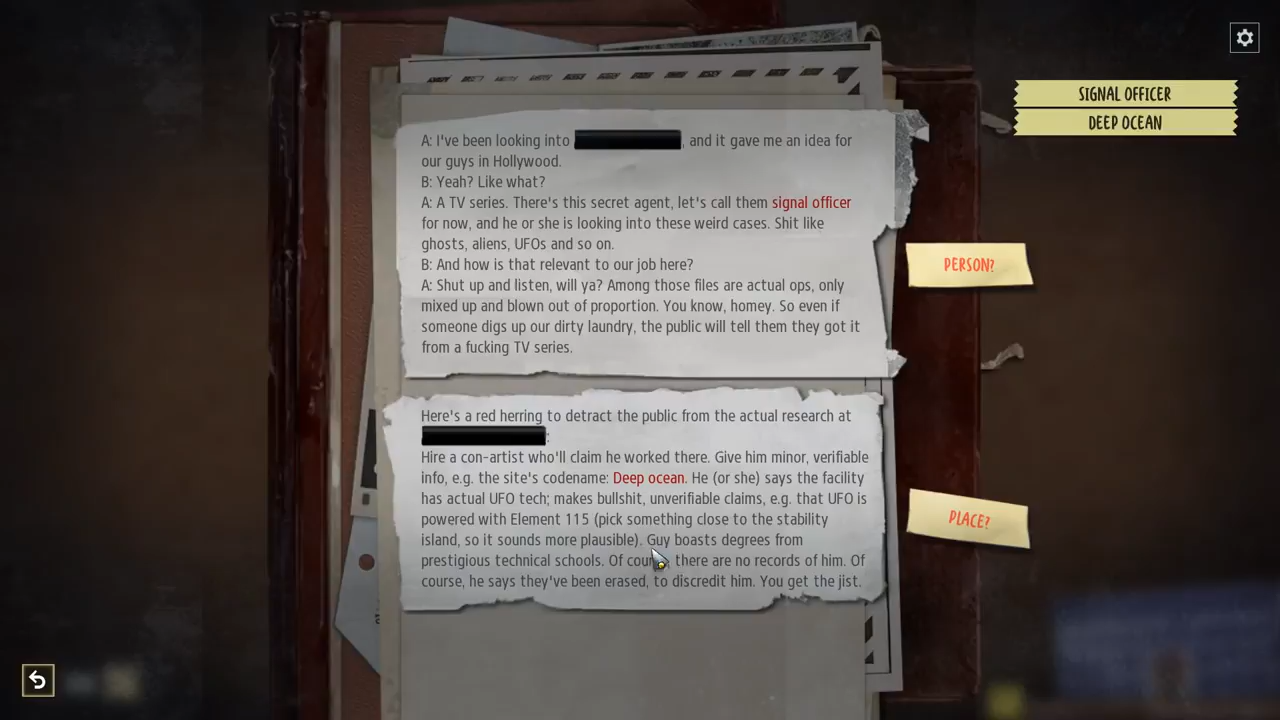 SIGNAL OFFICER
DEEP OCEAN
A: I've been looking into , and it gave me an idea for
our guys in Hollywood.
B: Yeah? Like what?
A: A TV series. There's this secret agent, let's call them signal officer
for now, and he or she is looking into these weird cases. Shit like
ghosts, aliens, UFOs and so on.
B: And how is that relevant to our job here?
A: Shut up and listen, will ya? Among those files are actual ops, only
mixed up and blown out of proportion. You know, homey. So even if
someone digs up our dirty laundry, the public will tell them they got it
from a fucking TV series.
PERSON?
Here's a red herring to detract the public from the actual research at
:
Hire a con-artist who'll claim he worked there. Give him minor, verifiable
info, e.g. the site's codename: Deep ocean. He (or she) says the facility
has actual UFO tech; makes bullshit, unverifiable claims, e.g. that UFO is
powered with Element 115 (pick something close to the stability
island, so it sounds more plausible). Guy boasts degrees from
prestigious technical schools. Of there are no records of him. Of
course, he says they've been erased, to discredit him. You get the jist.
PLACE?